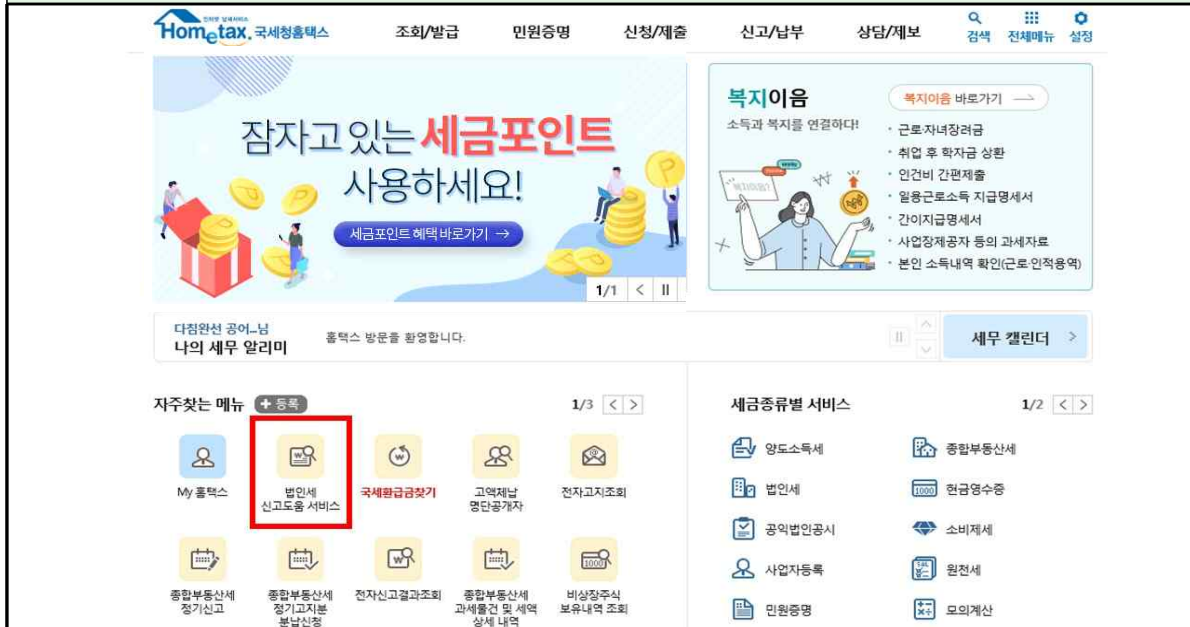 인터넷 납세서비스
Hometax. 국세청홈택스
조회/발급
민원증명
신청/제출
신고/납부
상담/제보
검색
전체메뉴
설정
잠자고 있는 세금포인트
사용하세요!
세금포인트 혜택 바로가기 →
1/1
복지이음
소득과 복지를 연결하다!
복지이음 바로가기
· 근로·자녀장려금
· 취업 후 학자금 상환
· 인건비 간편제출
· 일용근로소득 지급명세서
· 간이지급명세서
· 사업장제공자 등의 과세자료
· 본인 소득내역 확인(근로·인적용역)
다침완선 공어...님
나의 세무 알리미
홈택스 방문을 환영합니다.
세무 캘린더 >
자주찾는 메뉴
+ 등록
1/3 < >
My 홈택스
법인세
신고도움 서비스
국세환급금찾기
고액체납
명단공개자
전자고지조회
종합부동산세
정기신고
종합부동산세
정기고지분
분납신청
전자신고결과조회
종합부동산세
과세물건 및 세액
상세 내역
비상장주식
보유내역 조회
세금종류별 서비스
1/2 < >
양도소득세
종합부동산세
법인세
현금영수증
공익법인공시
소비제세
사업자등록
원전세
민원증명
모의계산